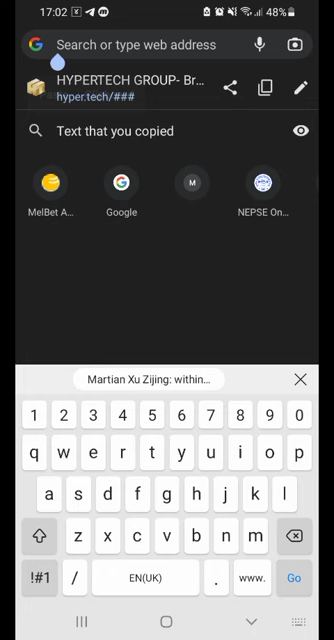 17:02
48%
Search or type web address
HYPERTECH GROUP- Br...
hyper.tech/###
Text that you copied
M
MelBet A...
Google
NEPSE On...
Martian Xu Zijing: within...
1 2 3 4 5 6 7 8 9 0
q w e r t y u i o p
a s d f g h j k l
z x c v b n m
!#1 / EN(UK) . www. Go